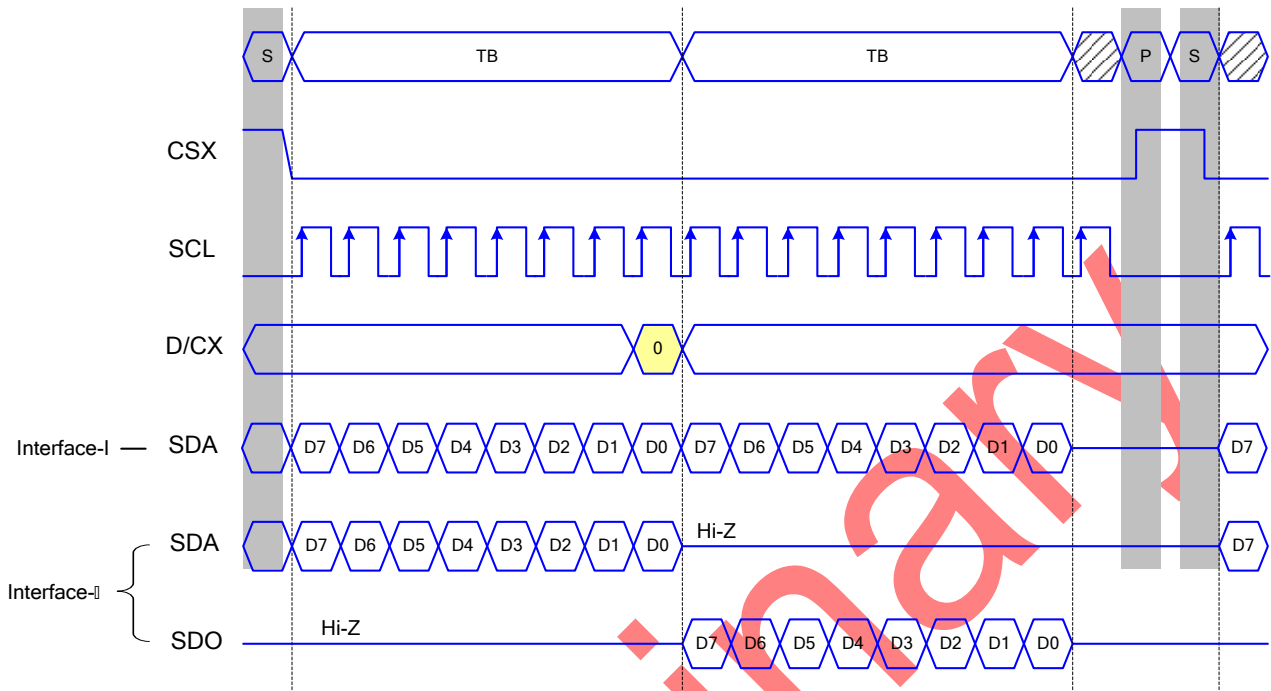 S TB TB P S
CSX
SCL
D/CX 0
Interface-I SDA D7 D6 D5 D4 D3 D2 D1 D0 D7 D6 D5 D4 D3 D2 D1 D0 D7
SDA D7 D6 D5 D4 D3 D2 D1 D0 Hi-Z D7
Interface-
SDO Hi-Z D7 D6 D5 D4 D3 D2 D1 D0
inary